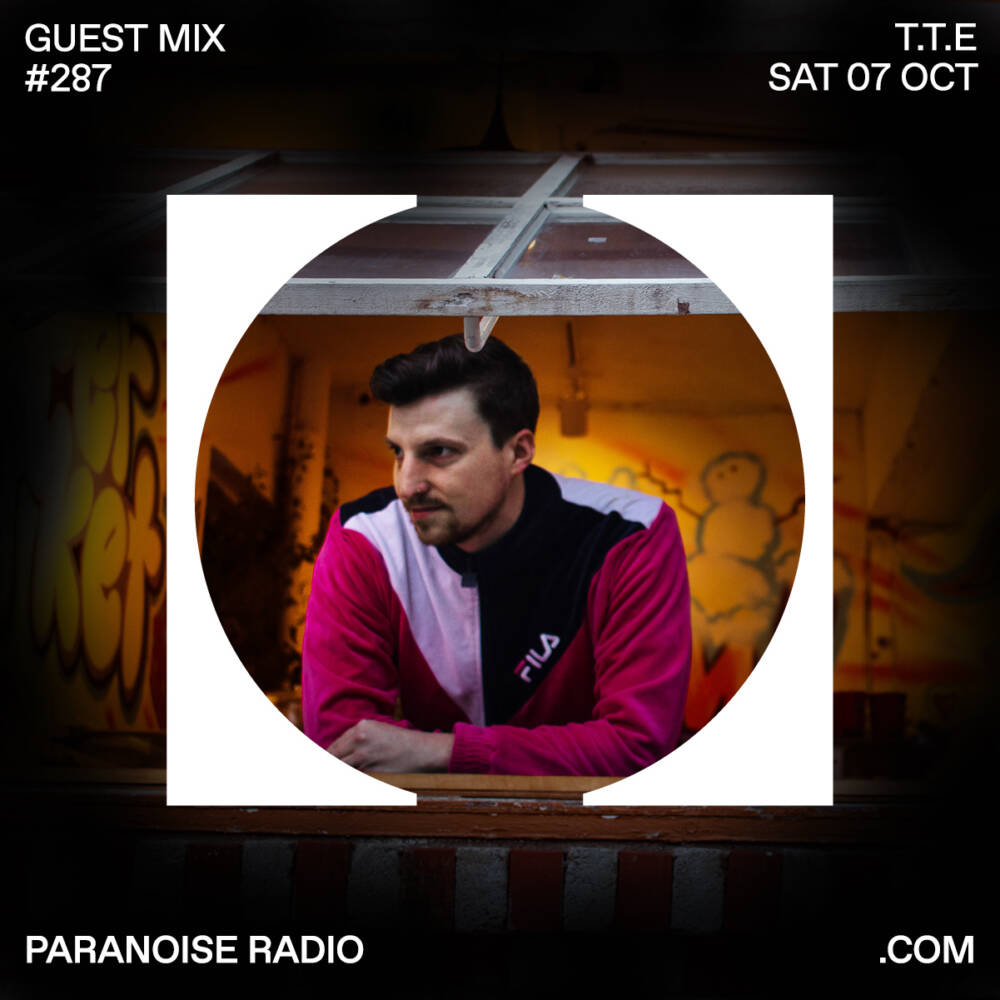 GUEST MIX
#287
T.T.E
SAT 07 OCT
FILA
PARANOISE RADIO
.COM